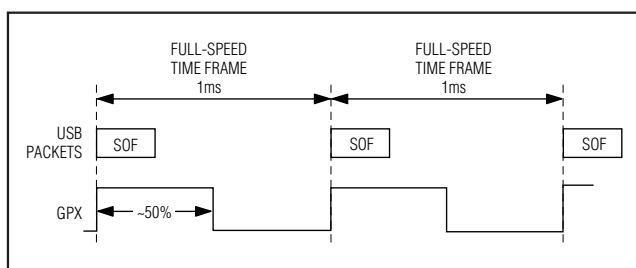 FULL-SPEED
TIME FRAME
1ms
FULL-SPEED
TIME FRAME
1ms
USB
PACKETS
SOF
SOF
SOF
GPX
~50%